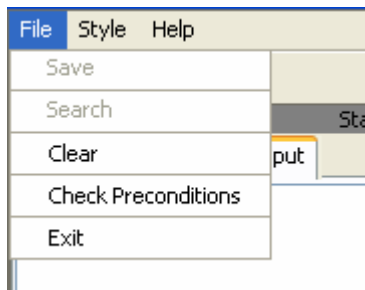 File Style Help
Save
Search
Sta
Clear
put
Check Preconditions
Exit